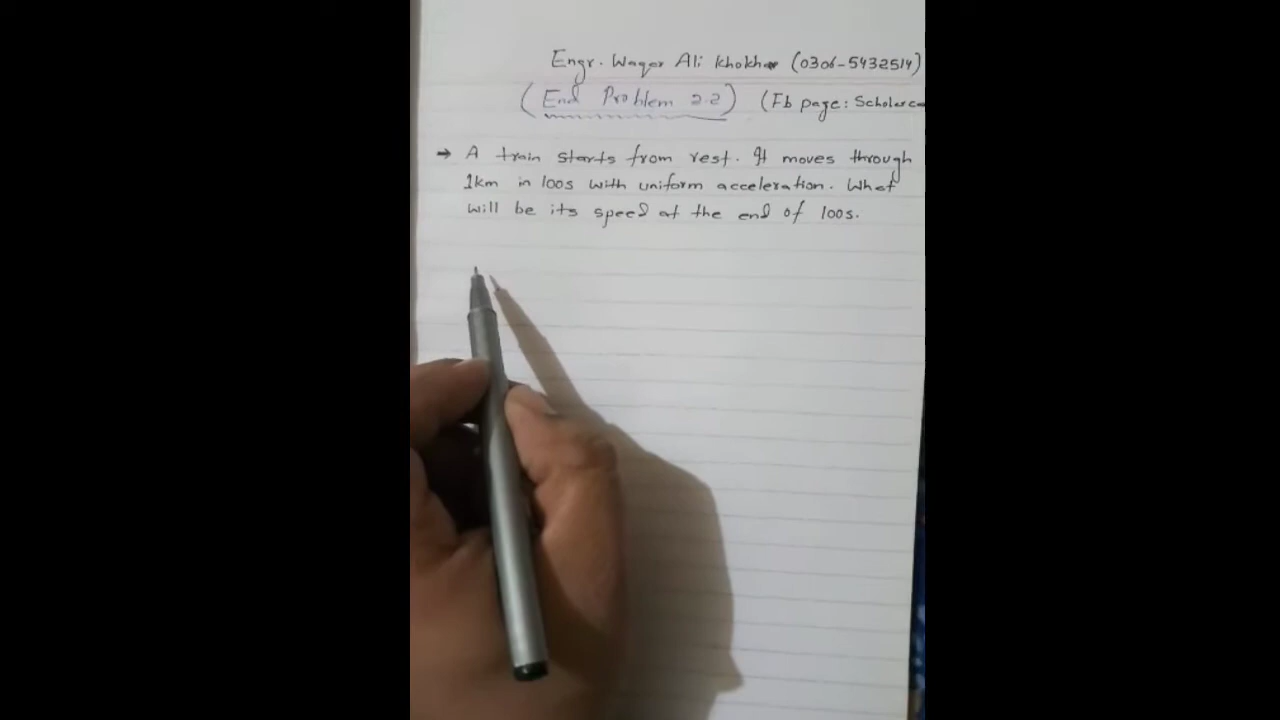 Engr. Waqar Ali Khokhar (0306-5432514)
(End Problem 2.2) (Fb page: Scholarca
→ A train starts from rest. It moves through
1km in 100s with uniform acceleration. What
will be its speed at the end of 100s.